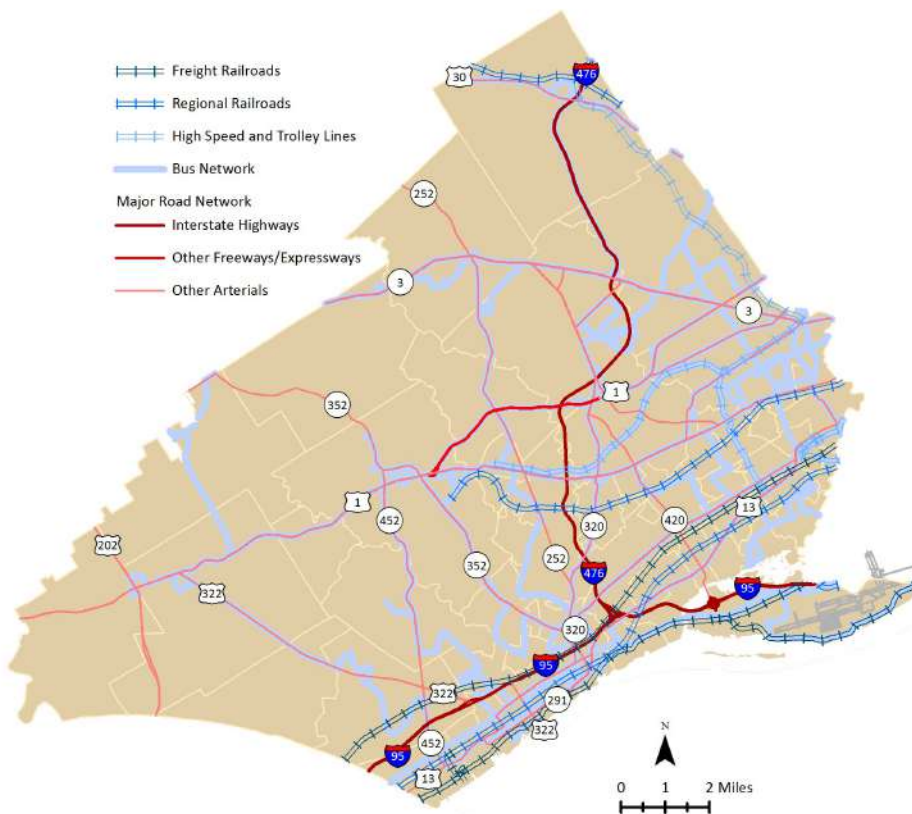 Freight Railroads
Regional Railroads
High Speed and Trolley Lines
Bus Network
Major Road Network
Interstate Highways
Other Freeways/Expressways
Other Arterials
30
476
252
3
3
352
1
1
452
13
202
320
420
322
352
252
476
95
320
95
322
291
322
452
95
13
N
0 1 2 Miles